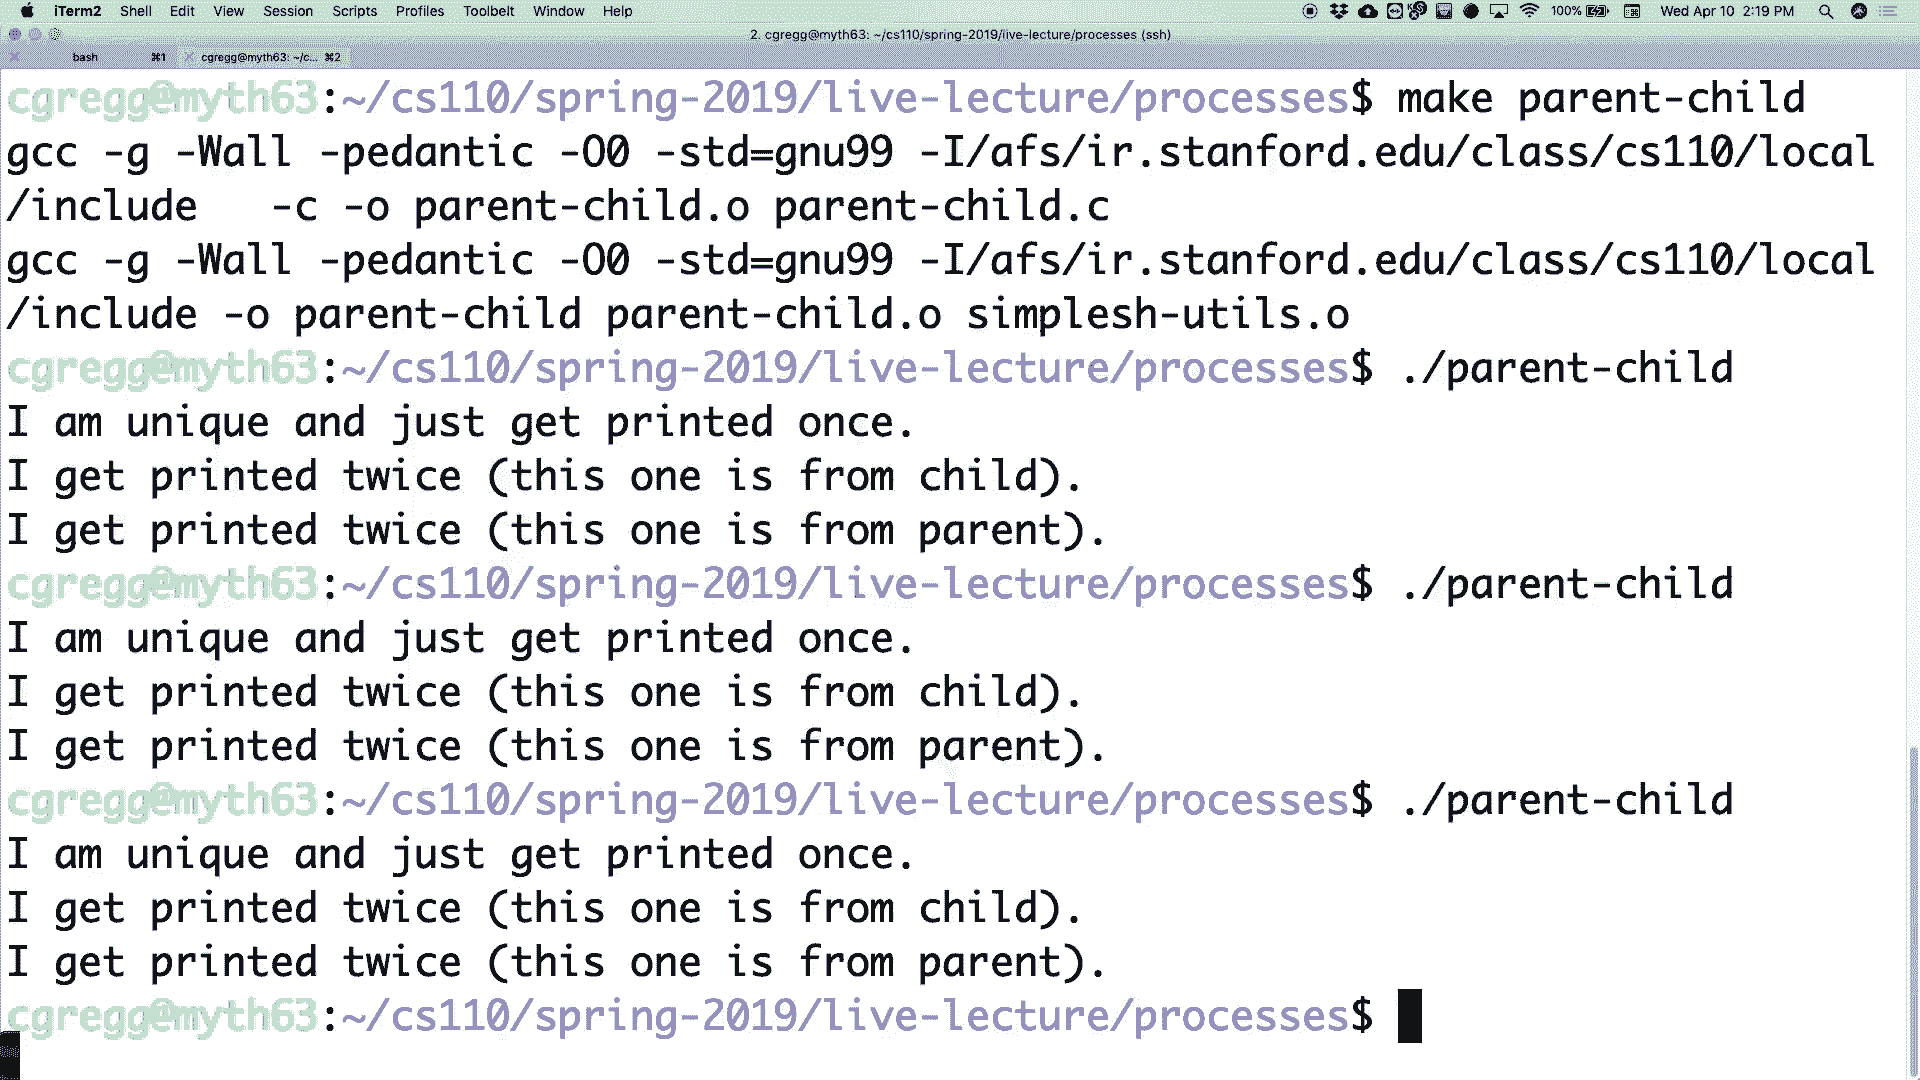 iTerm2 Shell Edit View Session Scripts Profiles Toolbelt Window Help 100% Wed Apr 10 2:19 PM
2. cgregg@myth63: ~/cs110/spring-2019/live-lecture/processes (ssh)
bash ⌘1 cgregg@myth63: ~/c... ⌘2
cgregg@myth63:~/cs110/spring-2019/live-lecture/processes$ make parent-child
gcc -g -Wall -pedantic -O0 -std=gnu99 -I/afs/ir.stanford.edu/class/cs110/local
/include   -c -o parent-child.o parent-child.c
gcc -g -Wall -pedantic -O0 -std=gnu99 -I/afs/ir.stanford.edu/class/cs110/local
/include -o parent-child parent-child.o simplesh-utils.o
cgregg@myth63:~/cs110/spring-2019/live-lecture/processes$ ./parent-child
I am unique and just get printed once.
I get printed twice (this one is from child).
I get printed twice (this one is from parent).
cgregg@myth63:~/cs110/spring-2019/live-lecture/processes$ ./parent-child
I am unique and just get printed once.
I get printed twice (this one is from child).
I get printed twice (this one is from parent).
cgregg@myth63:~/cs110/spring-2019/live-lecture/processes$ ./parent-child
I am unique and just get printed once.
I get printed twice (this one is from child).
I get printed twice (this one is from parent).
cgregg@myth63:~/cs110/spring-2019/live-lecture/processes$